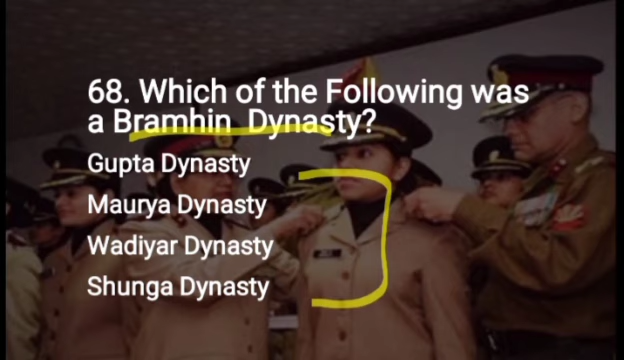 68. Which of the Following was
a Bramhin Dynasty?
Gupta Dynasty
Maurya Dynasty
Wadiyar Dynasty
Shunga Dynasty